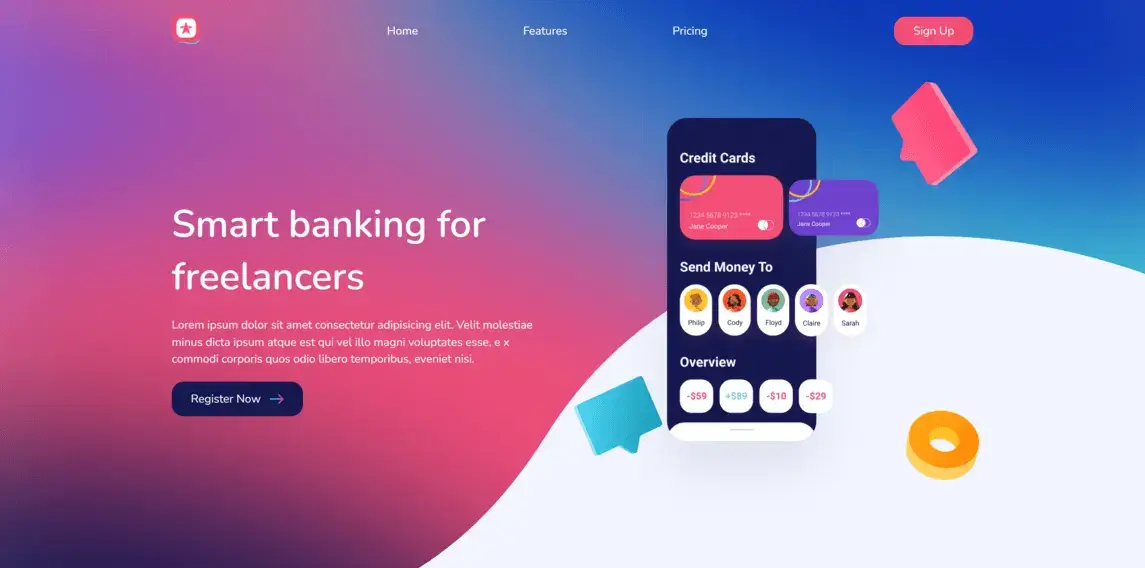 Home
Features
Pricing
Sign Up
Smart banking for
freelancers
Lorem ipsum dolor sit amet consectetur adipisicing elit. Velit molestiae
minus dicta ipsum atque est qui vel illo magni voluptates esse, e x
commodi corporis quos odio libero temporibus, eveniet nisi.
Register Now
Credit Cards
1234 5678 9123 ****
Jane Cooper
1234 5678 9123 ****
Jane Cooper
Send Money To
Philip
Cody
Floyd
Claire
Sarah
Overview
-$59
+$89
-$10
-$29